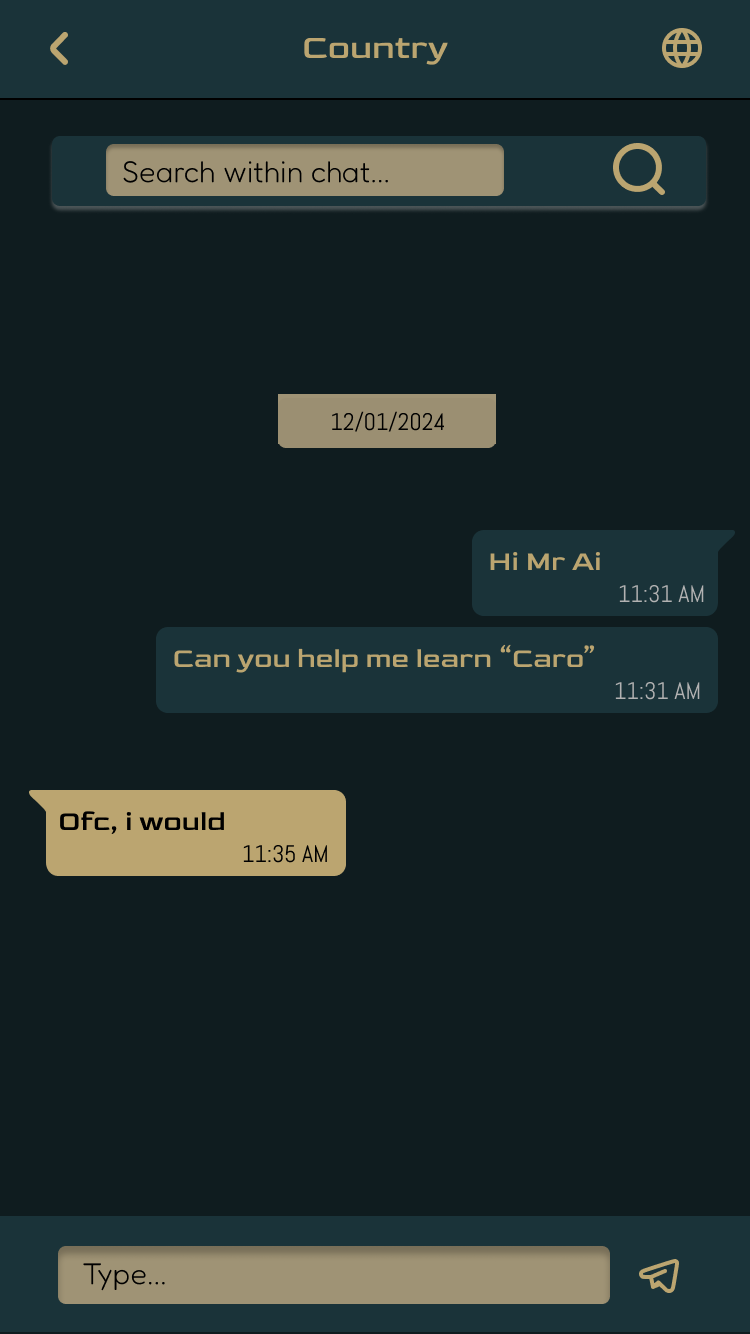 Country
Search within chat...
12/01/2024
Hi Mr Ai
11:31 AM
Can you help me learn “Caro”
11:31 AM
Ofc, i would
11:35 AM
Type...